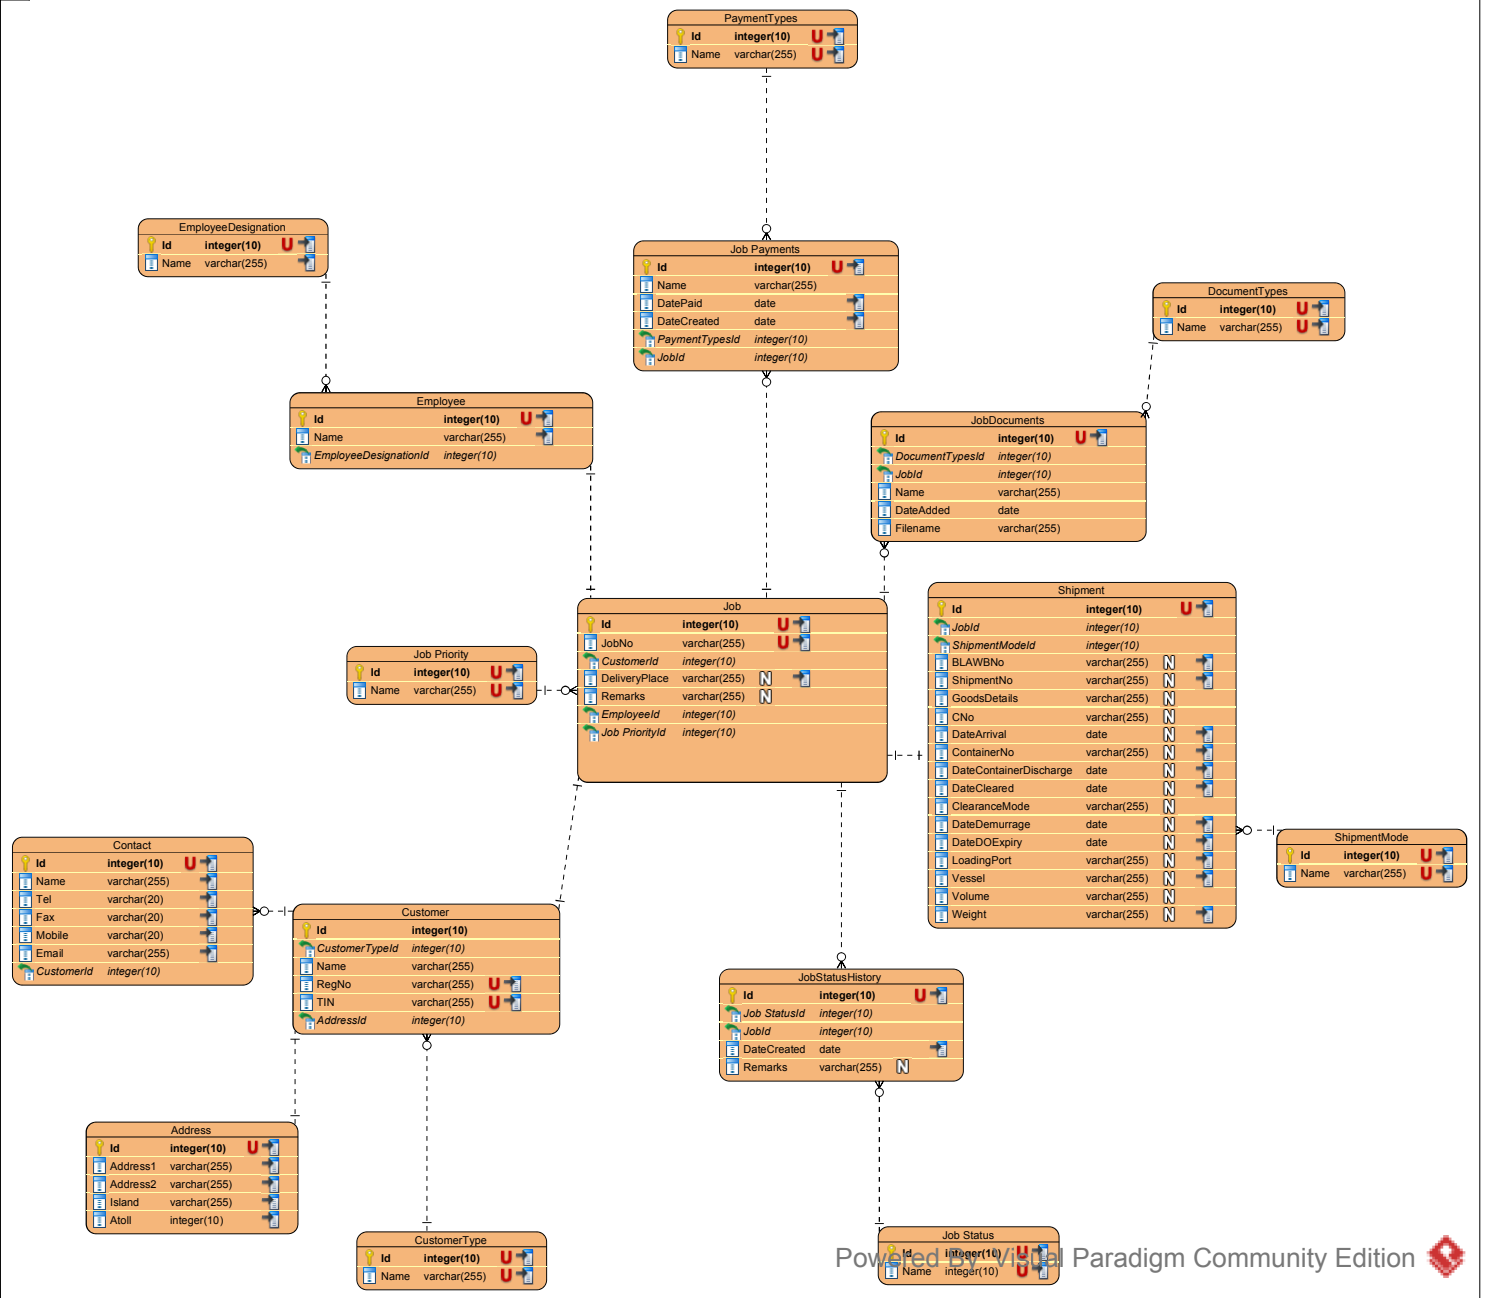 PaymentTypes
Id integer(10) U
Name varchar(255) U
EmployeeDesignation
Id integer(10) U
Name varchar(255)
Job Payments
Id integer(10) U
Name varchar(255)
DatePaid date
DateCreated date
PaymentTypesId integer(10)
JobId integer(10)
DocumentTypes
Id integer(10) U
Name varchar(255) U
Employee
Id integer(10) U
Name varchar(255)
EmployeeDesignationId integer(10)
JobDocuments
Id integer(10) U
DocumentTypesId integer(10)
JobId integer(10)
Name varchar(255)
DateAdded date
Filename varchar(255)
Job
Id integer(10) U
JobNo varchar(255) U
CustomerId integer(10)
DeliveryPlace varchar(255) N
Remarks varchar(255) N
EmployeeId integer(10)
Job PriorityId integer(10)
Shipment
Id integer(10) U
JobId integer(10)
ShipmentModeId integer(10)
BLAWBNo varchar(255) N
ShipmentNo varchar(255) N
GoodsDetails varchar(255) N
CNo varchar(255) N
DateArrival date N
ContainerNo varchar(255) N
DateContainerDischarge date N
DateCleared date N
ClearanceMode varchar(255) N
DateDemurrage date N
DateDOExpiry date N
LoadingPort varchar(255) N
Vessel varchar(255) N
Volume varchar(255) N
Weight varchar(255) N
Job Priority
Id integer(10) U
Name varchar(255) U
ShipmentMode
Id integer(10) U
Name varchar(255) U
Contact
Id integer(10) U
Name varchar(255)
Tel varchar(20)
Fax varchar(20)
Mobile varchar(20)
Email varchar(255)
CustomerId integer(10)
Customer
Id integer(10)
CustomerTypeId integer(10)
Name varchar(255)
RegNo varchar(255) U
TIN varchar(255) U
AddressId integer(10)
JobStatusHistory
Id integer(10) U
Job StatusId integer(10)
JobId integer(10)
DateCreated date
Remarks varchar(255) N
Address
Id integer(10) U
Address1 varchar(255)
Address2 varchar(255)
Island varchar(255)
Atoll integer(10)
CustomerType
Id integer(10) U
Name varchar(255) U
Job Status
Id integer(10) U
Name integer(10) U
Powered By Visual Paradigm Community Edition